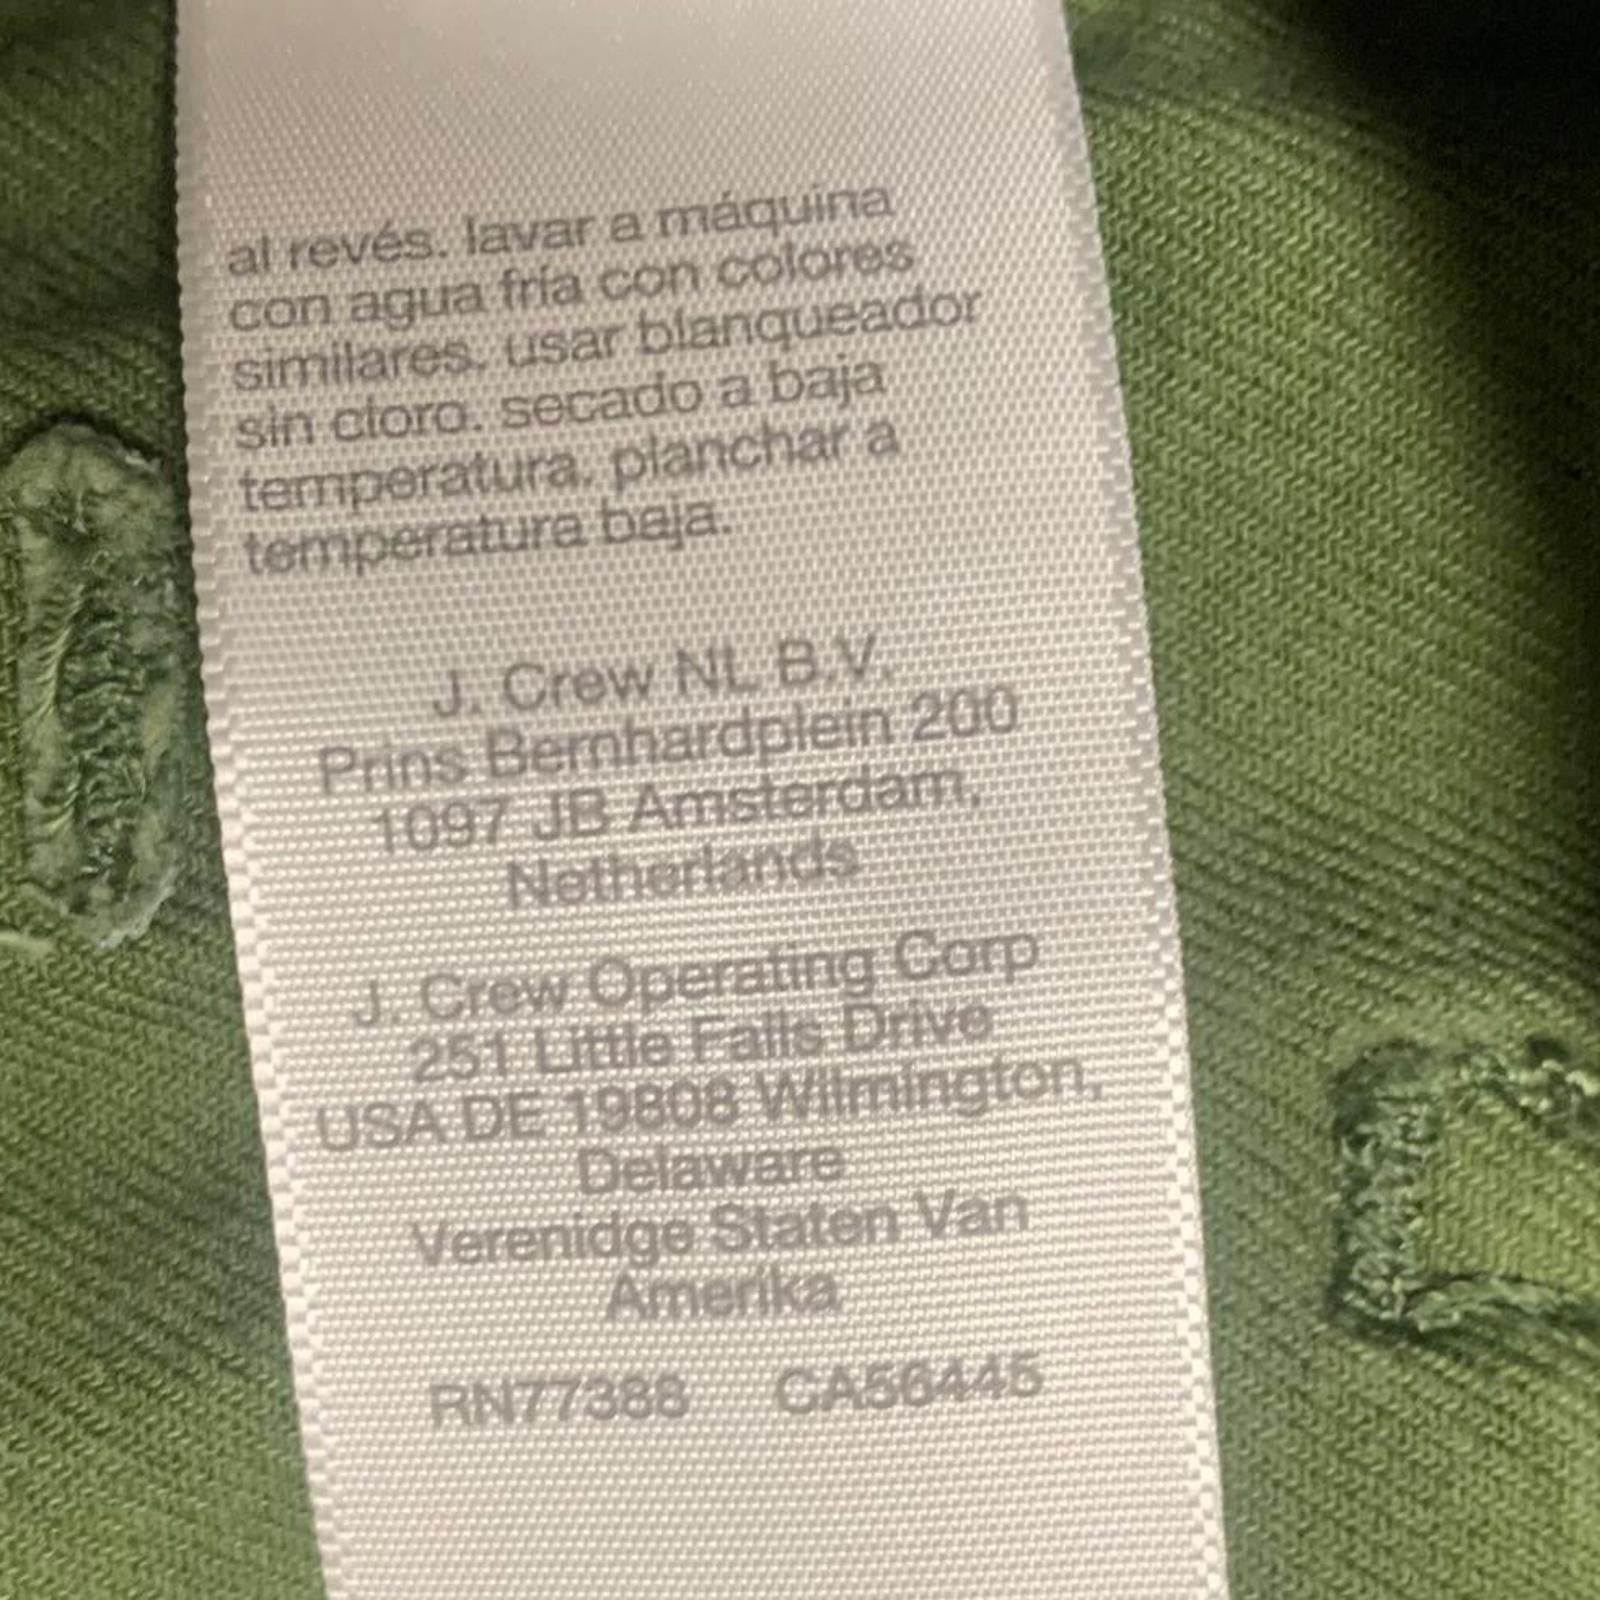 al revés. lavar a máquina
con agua fría con colores
similares. usar blanqueador
sin cloro. secado a baja
temperatura. planchar a
temperatura baja.
J. Crew NL B.V.
Prins Bernhardplein 200
1097 JB Amsterdam,
Netherlands
J. Crew Operating Corp
251 Little Falls Drive
USA DE 19808 Wilmington,
Delaware
Verenidge Staten Van
Amerika
RN77388 CA56445